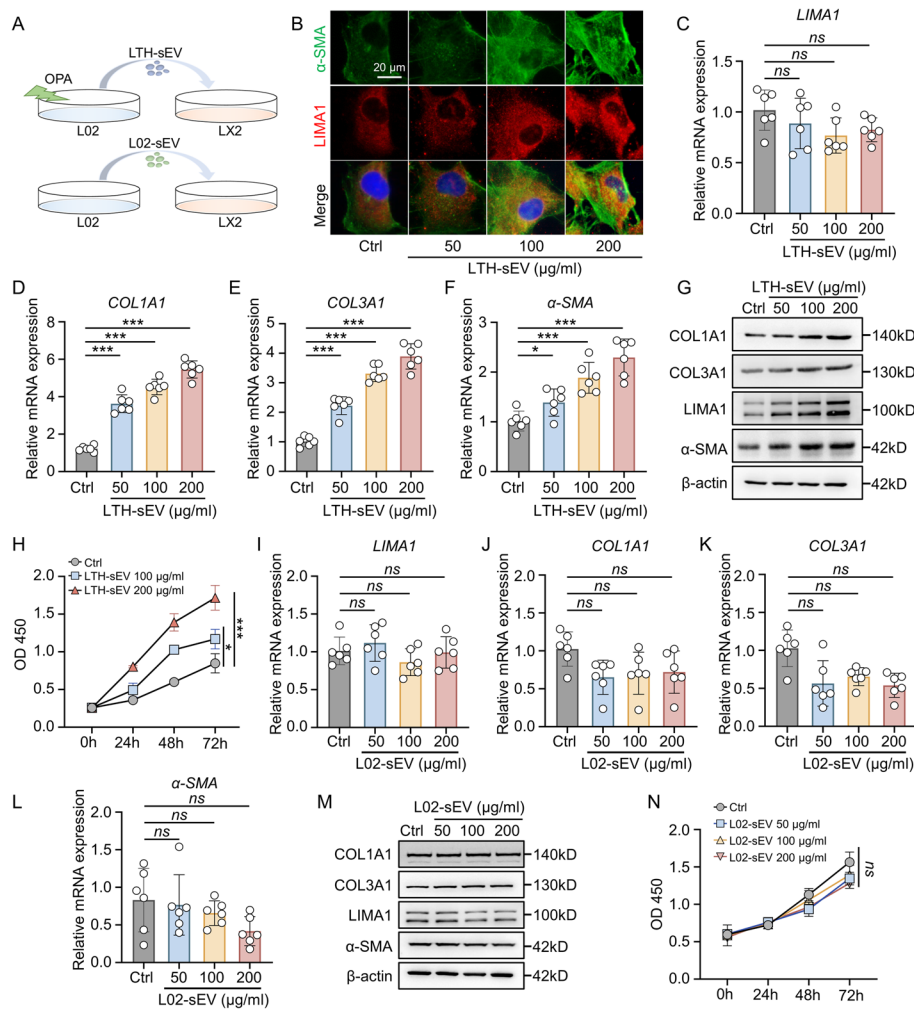 A
LTH-sEV
OPA
L02
LX2
L02-sEV
L02
LX2
B
α-SMA
20 μm
LIMA1
Merge
Ctrl
50
100
200
LTH-sEV (μg/ml)
C
LIMA1
Relative mRNA expression
ns
ns
ns
1.5
1.0
0.5
0.0
Ctrl
50
100
200
LTH-sEV (μg/ml)
D
COL1A1
Relative mRNA expression
***
***
***
8
6
4
2
0
Ctrl
50
100
200
LTH-sEV (μg/ml)
E
COL3A1
Relative mRNA expression
***
***
***
5
4
3
2
1
0
Ctrl
50
100
200
LTH-sEV (μg/ml)
F
α-SMA
Relative mRNA expression
***
***
*
3
2
1
0
Ctrl
50
100
200
LTH-sEV (μg/ml)
G
LTH-sEV (μg/ml)
Ctrl 50 100 200
COL1A1 140kD
COL3A1 130kD
LIMA1 100kD
α-SMA 42kD
β-actin 42kD
H
Ctrl
LTH-sEV 100 μg/ml
LTH-sEV 200 μg/ml
OD 450
2.0
1.5
1.0
0.5
0.0
0h
24h
48h
72h
*
***
I
LIMA1
Relative mRNA expression
ns
ns
ns
2.0
1.5
1.0
0.5
0.0
Ctrl
50
100
200
L02-sEV (μg/ml)
J
COL1A1
Relative mRNA expression
ns
ns
ns
2.0
1.5
1.0
0.5
0.0
Ctrl
50
100
200
L02-sEV (μg/ml)
K
COL3A1
Relative mRNA expression
ns
ns
ns
2.0
1.5
1.0
0.5
0.0
Ctrl
50
100
200
L02-sEV (μg/ml)
L
α-SMA
Relative mRNA expression
ns
ns
ns
2.0
1.5
1.0
0.5
0.0
Ctrl
50
100
200
L02-sEV (μg/ml)
M
L02-sEV (μg/ml)
Ctrl 50 100 200
COL1A1 140kD
COL3A1 130kD
LIMA1 100kD
α-SMA 42kD
β-actin 42kD
N
Ctrl
L02-sEV 50 μg/ml
L02-sEV 100 μg/ml
L02-sEV 200 μg/ml
OD 450
2.0
1.5
1.0
0.5
0.0
0h
24h
48h
72h
ns